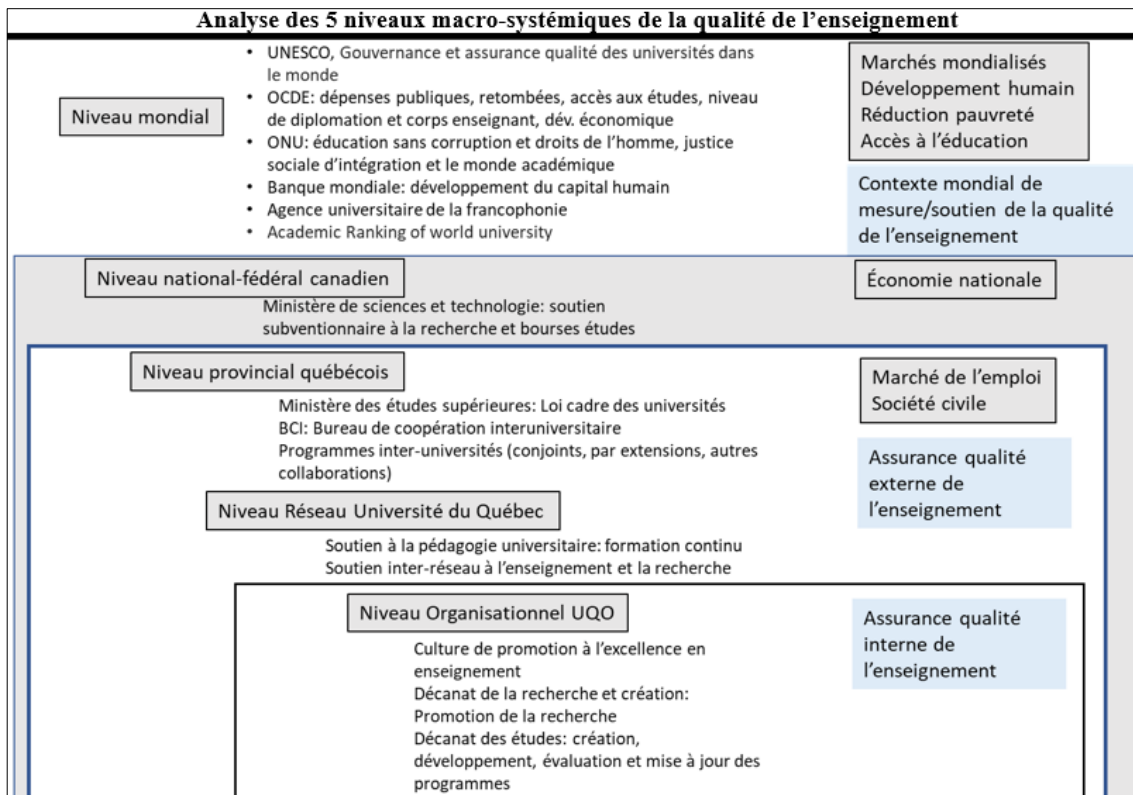 Analyse des 5 niveaux macro-systémiques de la qualité de l'enseignement
Niveau mondial
• UNESCO, Gouvernance et assurance qualité des universités dans
le monde
• OCDE: dépenses publiques, retombées, accès aux études, niveau
de diplomation et corps enseignant, dév. économique
• ONU: éducation sans corruption et droits de l'homme, justice
sociale d'intégration et le monde académique
• Banque mondiale: développement du capital humain
• Agence universitaire de la francophonie
• Academic Ranking of world university
Marchés mondialisés
Développement humain
Réduction pauvreté
Accès à l'éducation
Contexte mondial de
mesure/soutien de la qualité
de l'enseignement
Niveau national-fédéral canadien
Ministère de sciences et technologie: soutien
subventionnaire à la recherche et bourses études
Économie nationale
Niveau provincial québécois
Ministère des études supérieures: Loi cadre des universités
BCI: Bureau de coopération interuniversitaire
Programmes inter-universités (conjoints, par extensions, autres
collaborations)
Marché de l'emploi
Société civile
Assurance qualité
externe de
l'enseignement
Niveau Réseau Université du Québec
Soutien à la pédagogie universitaire: formation continu
Soutien inter-réseau à l'enseignement et la recherche
Niveau Organisationnel UQO
Culture de promotion à l'excellence en
enseignement
Décanat de la recherche et création:
Promotion de la recherche
Décanat des études: création,
développement, évaluation et mise à jour des
programmes
Assurance qualité
interne de
l'enseignement